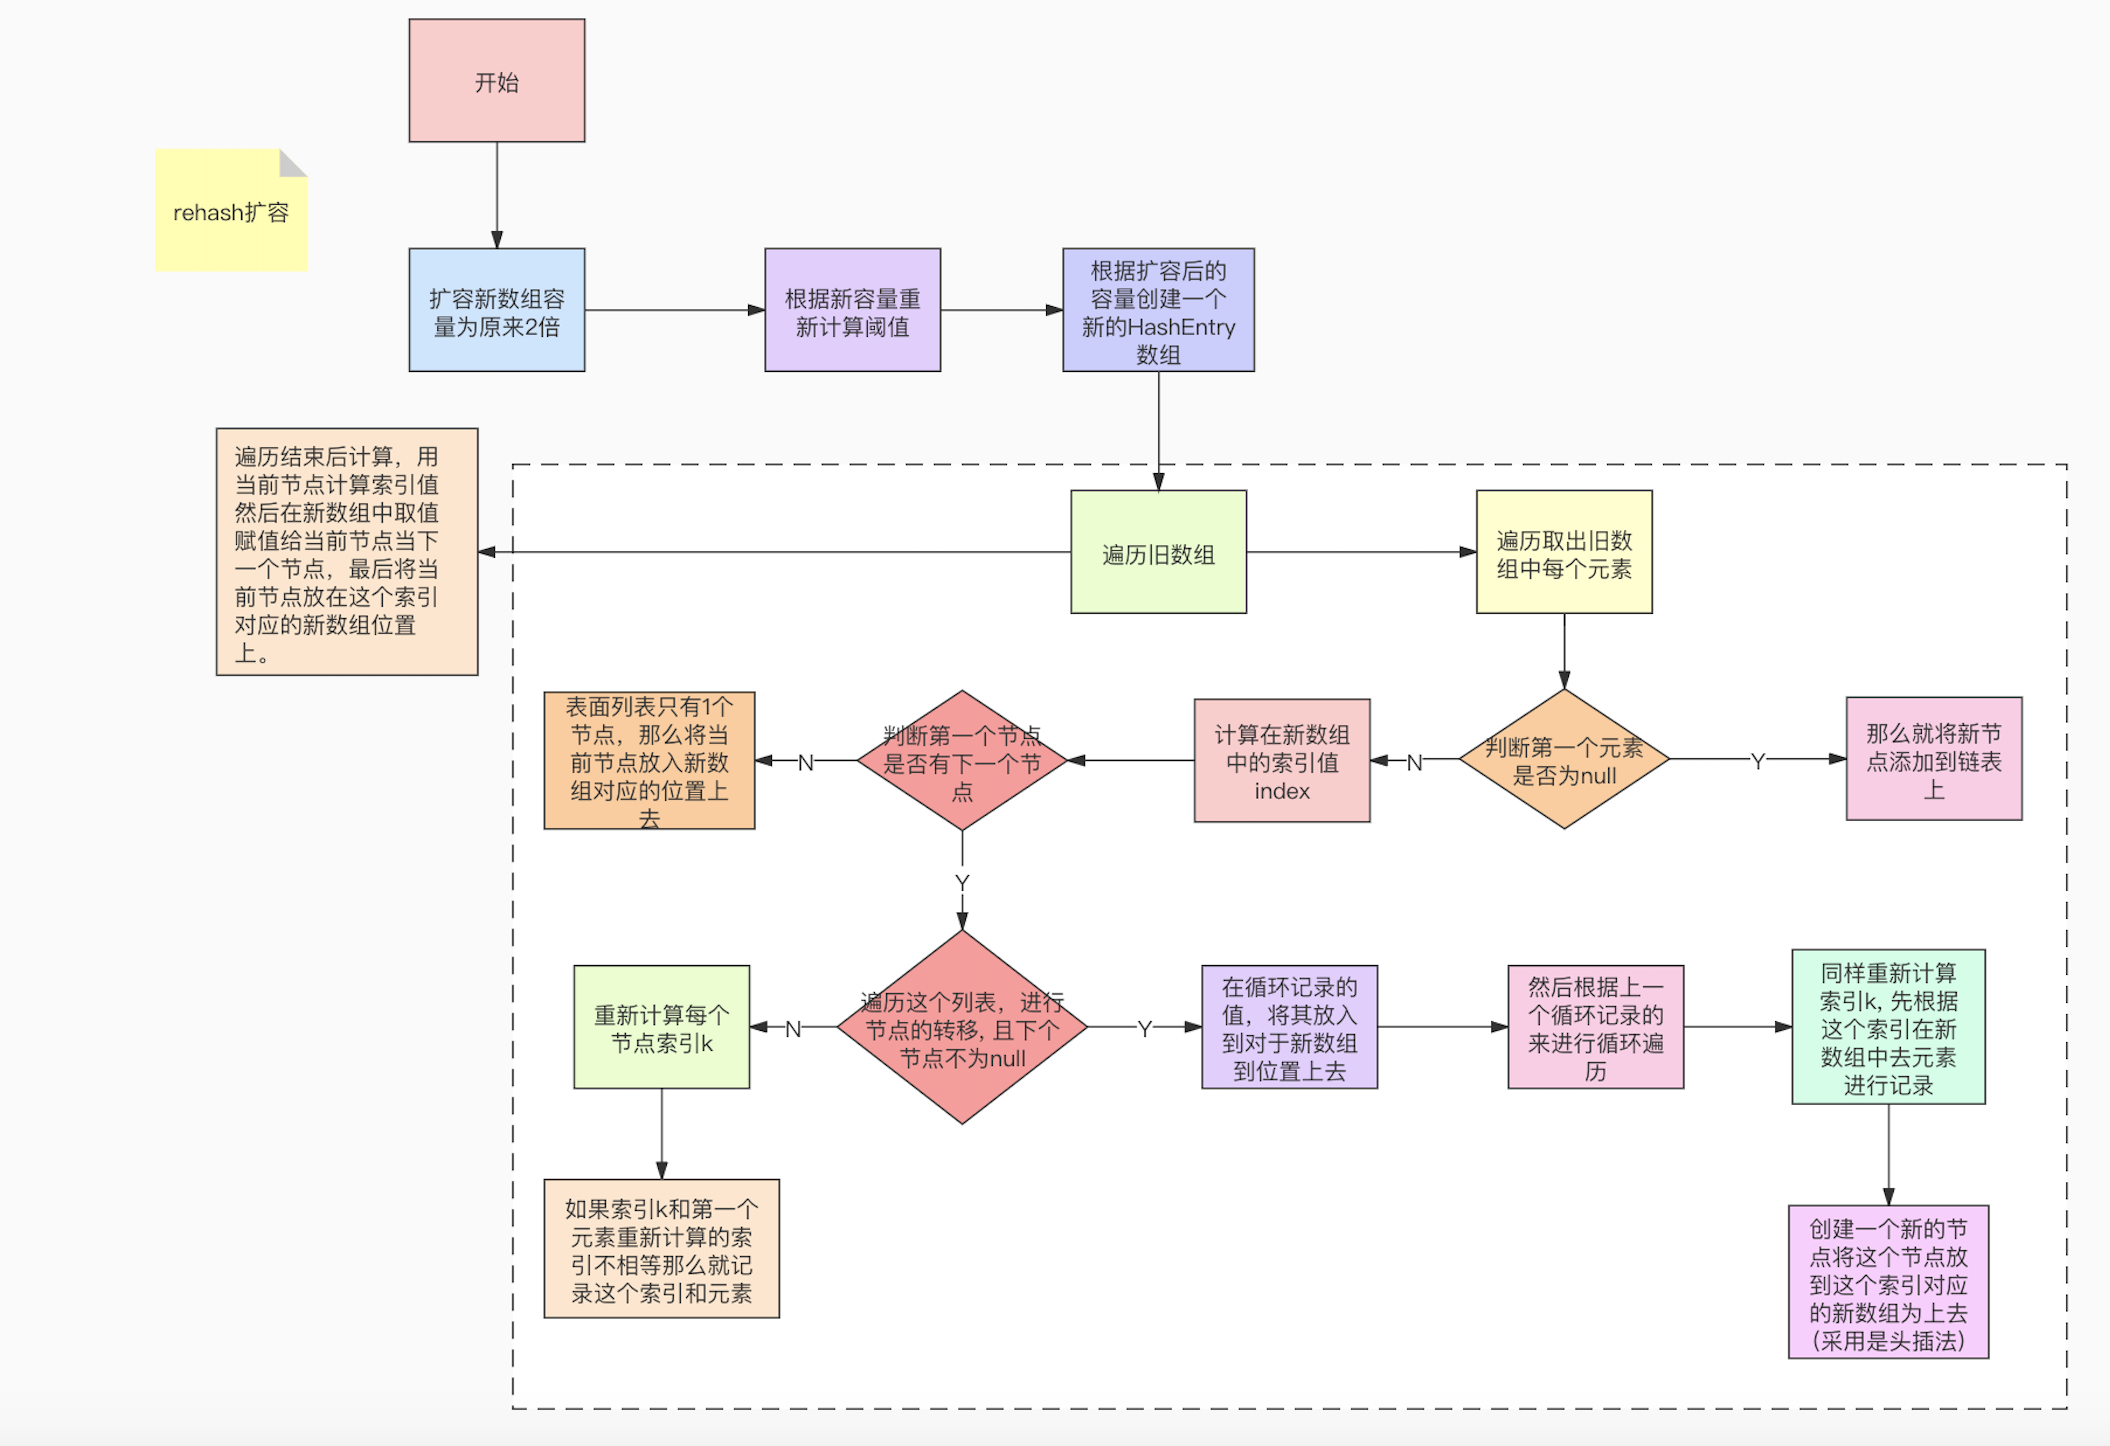 开始
rehash扩容
扩容新数组容
量为原来2倍
根据新容量重
新计算阈值
根据扩容后的
容量创建一个
新的HashEntry
数组
遍历结束后计算，用
当前节点计算索引值
然后在新数组中取值
赋值给当前节点当下
一个节点，最后将当
前节点放在这个索引
对应的新数组位置
上。
遍历旧数组
遍历取出旧数
组中每个元素
表面列表只有1个
节点，那么将当
前节点放入新数
组对应的位置上
去
N
判断第一个节点
是否有下一个节
点
计算在新数组
中的索引值
index
N
判断第一个元素
是否为null
Y
那么就将新节
点添加到链表
上
Y
重新计算每个
节点索引k
N
遍历这个列表，进行
节点的转移, 且下个
节点不为null
Y
在循环记录的
值，将其放入
到对于新数组
到位置上去
然后根据上一
个循环记录的
来进行循环遍
历
同样重新计算
索引k, 先根据
这个索引在新
数组中去元素
进行记录
如果索引k和第一个
元素重新计算的索
引不相等那么就记
录这个索引和元素
创建一个新的节
点将这个节点放
到这个索引对应
的新数组为上去
（采用是头插法）